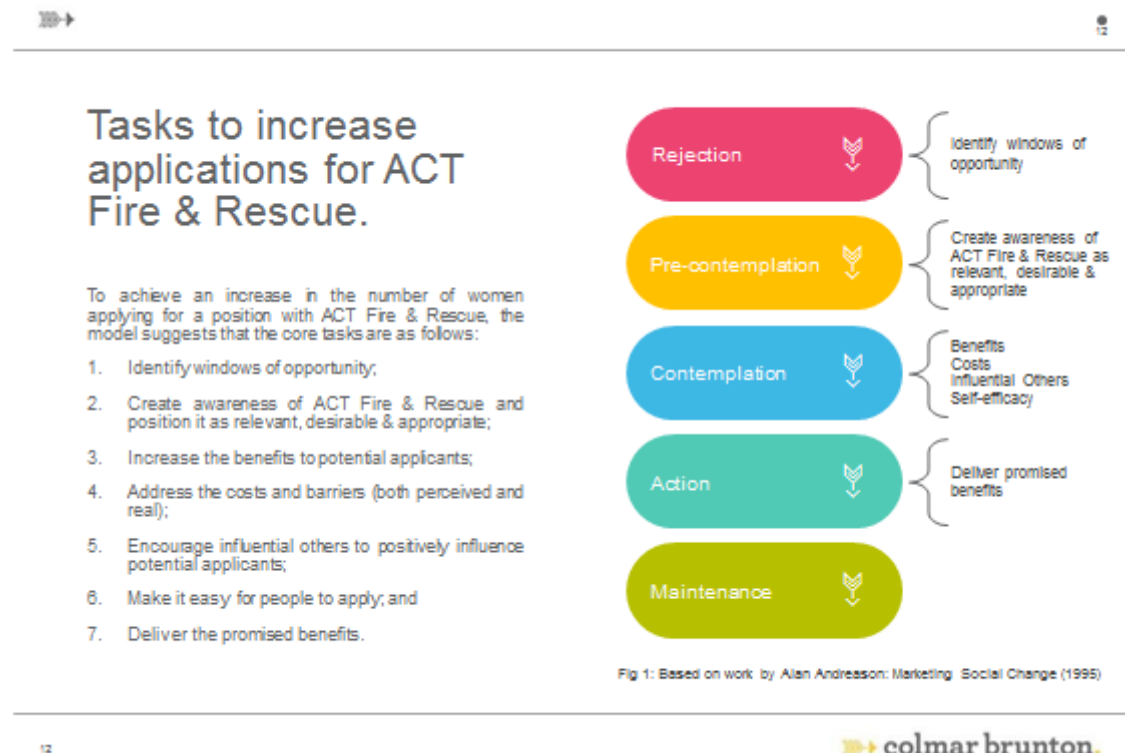 12
Tasks to increase
applications for ACT
Fire & Rescue.
To achieve an increase in the number of women
applying for a position with ACT Fire & Rescue, the
model suggests that the core tasks are as follows:
1. Identify windows of opportunity;
2. Create awareness of ACT Fire & Rescue and
position it as relevant, desirable & appropriate;
3. Increase the benefits to potential applicants;
4. Address the costs and barriers (both perceived and
real);
5. Encourage influential others to positively influence
potential applicants;
6. Make it easy for people to apply; and
7. Deliver the promised benefits.
Rejection
Identify windows of
opportunity
Pre-contemplation
Create awareness of
ACT Fire & Rescue as
relevant, desirable &
appropriate
Contemplation
Benefits
Costs
Influential Others
Self-efficacy
Action
Deliver promised
benefits
Maintenance
Fig 1: Based on work by Alan Andreason: Marketing Social Change (1995)
12
colmar brunton.